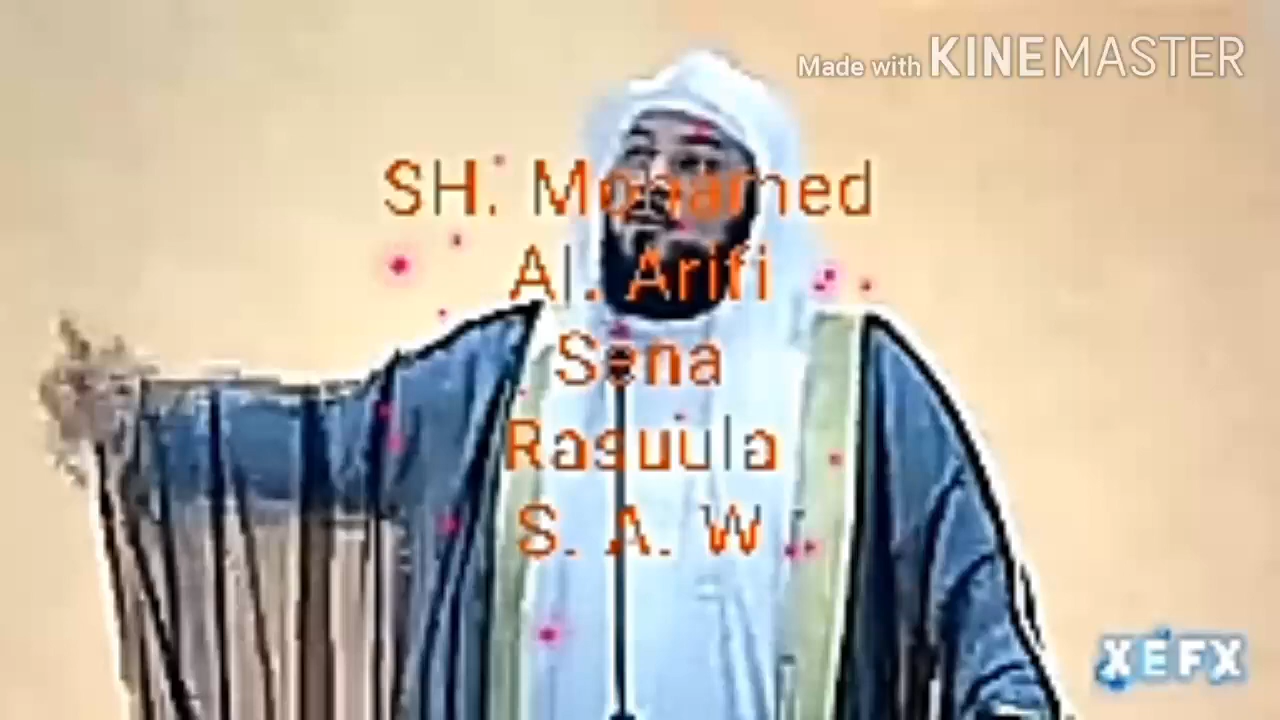 Made with KINEMASTER
SH. Mohamed
Al. Arifi
Sena
Rasuula
S. A. W
XEFX